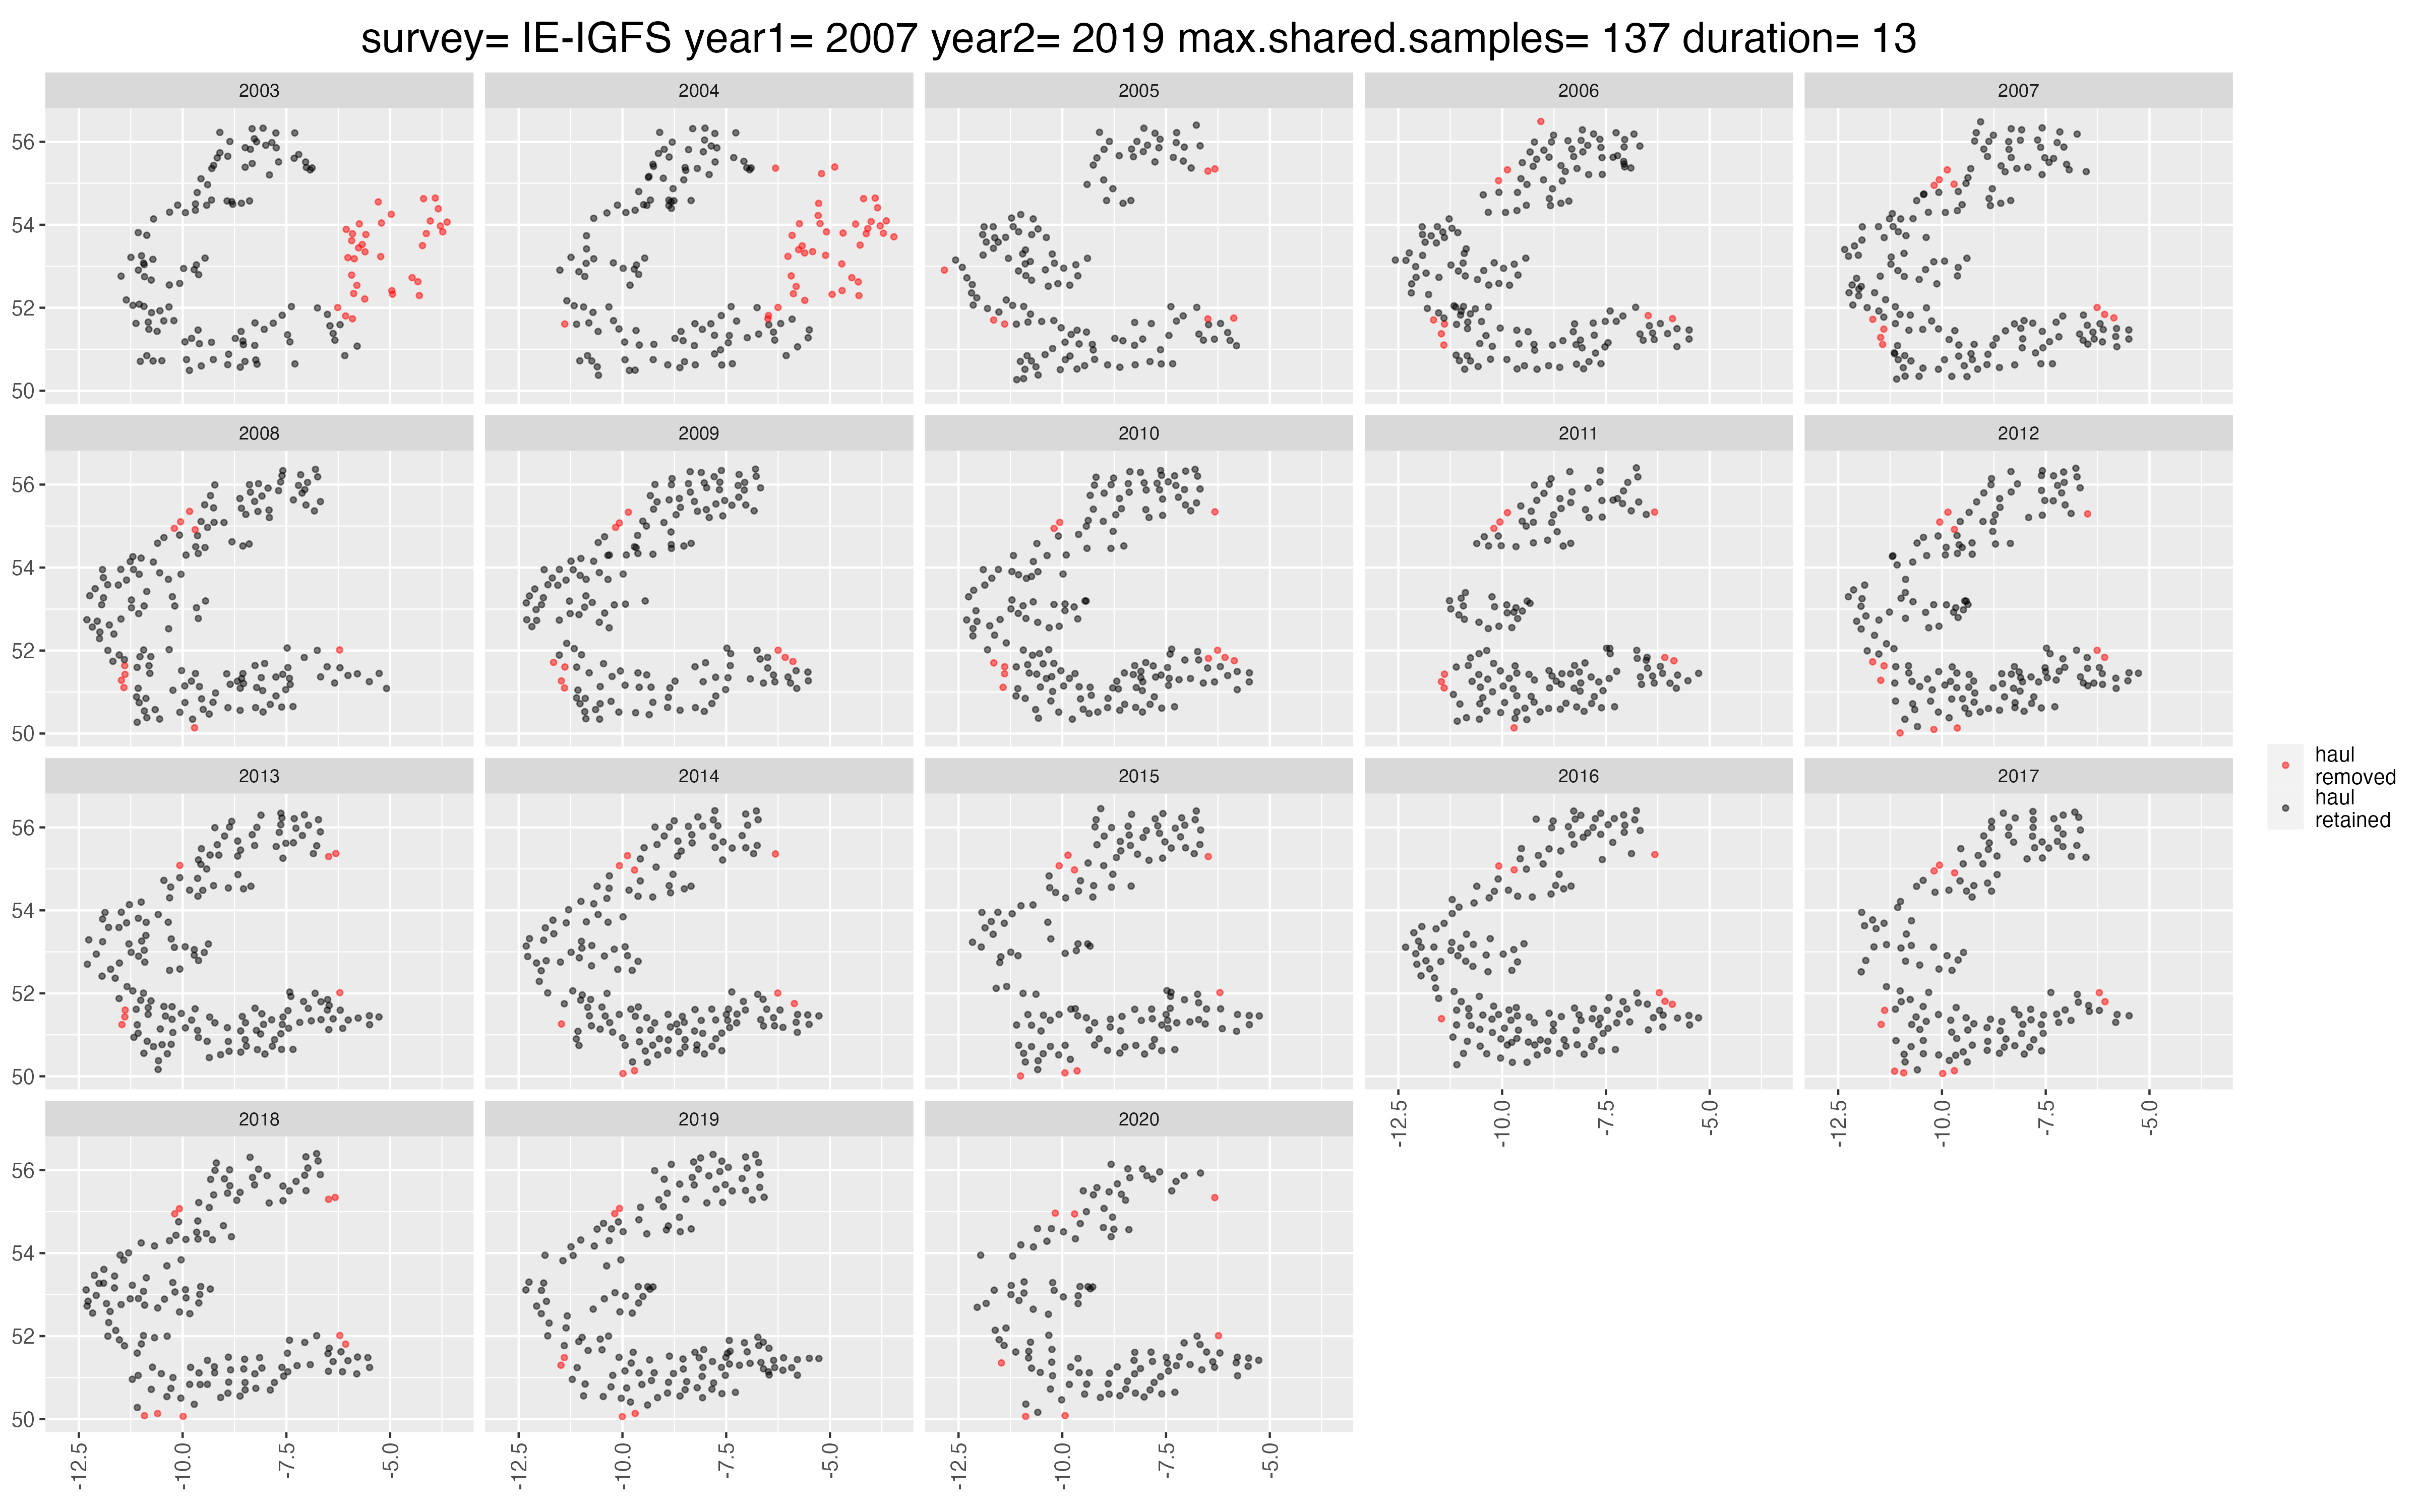 survey= IE-IGFS year1= 2007 year2= 2019 max.shared.samples= 137 duration= 13
2003 2004 2005 2006 2007
56
54
52
50
2008 2009 2010 2011 2012
56
54
52
50
haul
removed
haul
retained
2013 2014 2015 2016 2017
56
54
52
50
-12.5 -10.0 -7.5 -5.0 -12.5 -10.0 -7.5 -5.0
2018 2019 2020
56
54
52
50
-12.5 -10.0 -7.5 -5.0 -12.5 -10.0 -7.5 -5.0 -12.5 -10.0 -7.5 -5.0